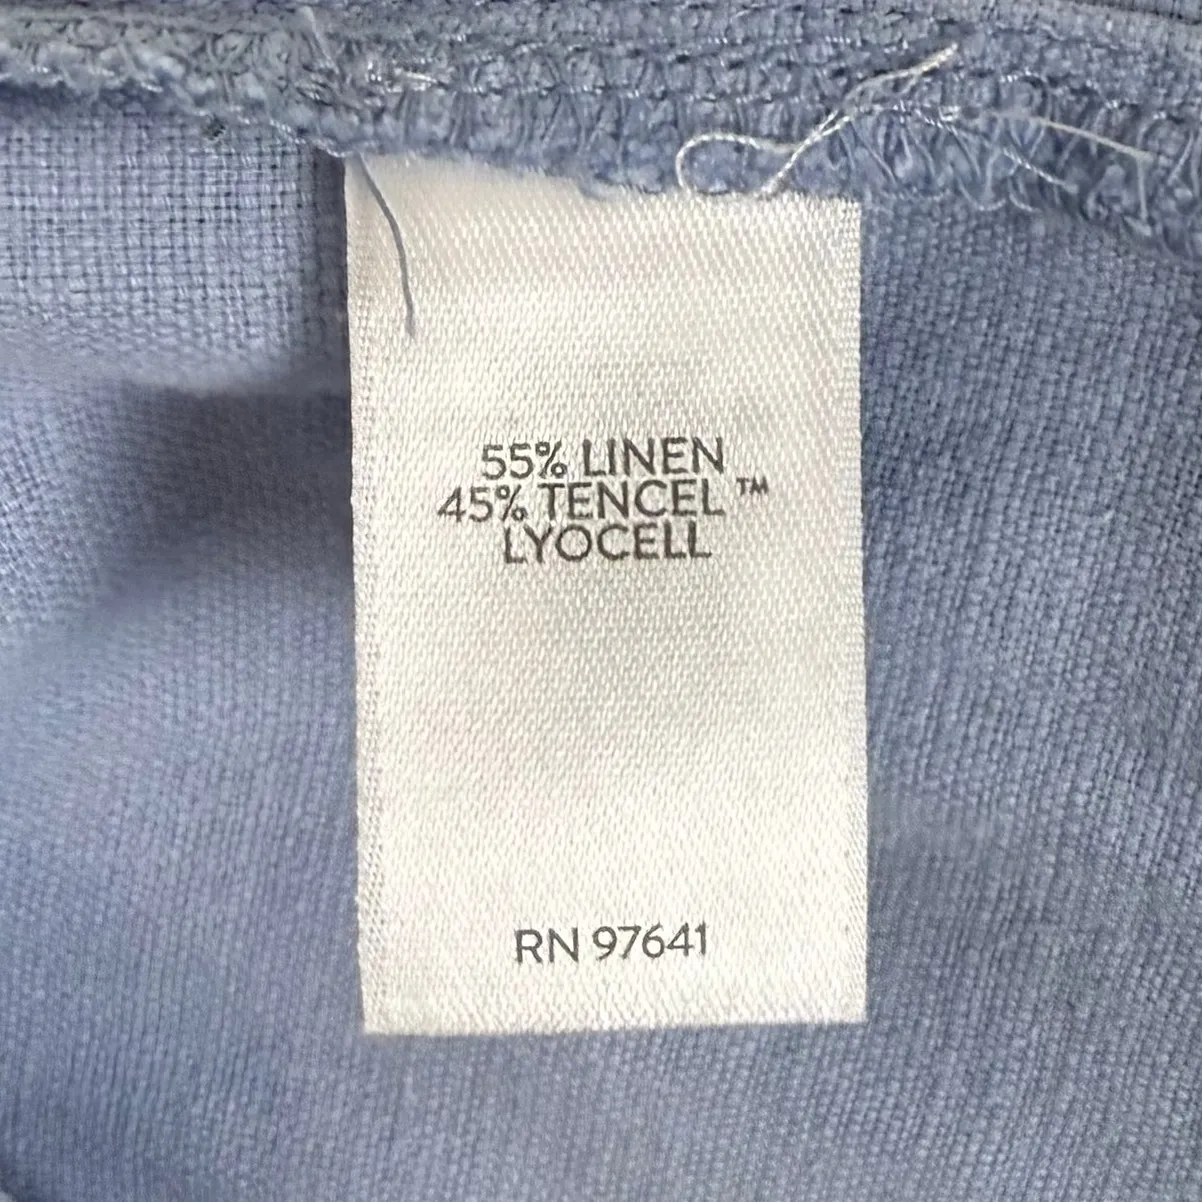 55% LINEN
45% TENCEL™
LYOCELL
RN 97641